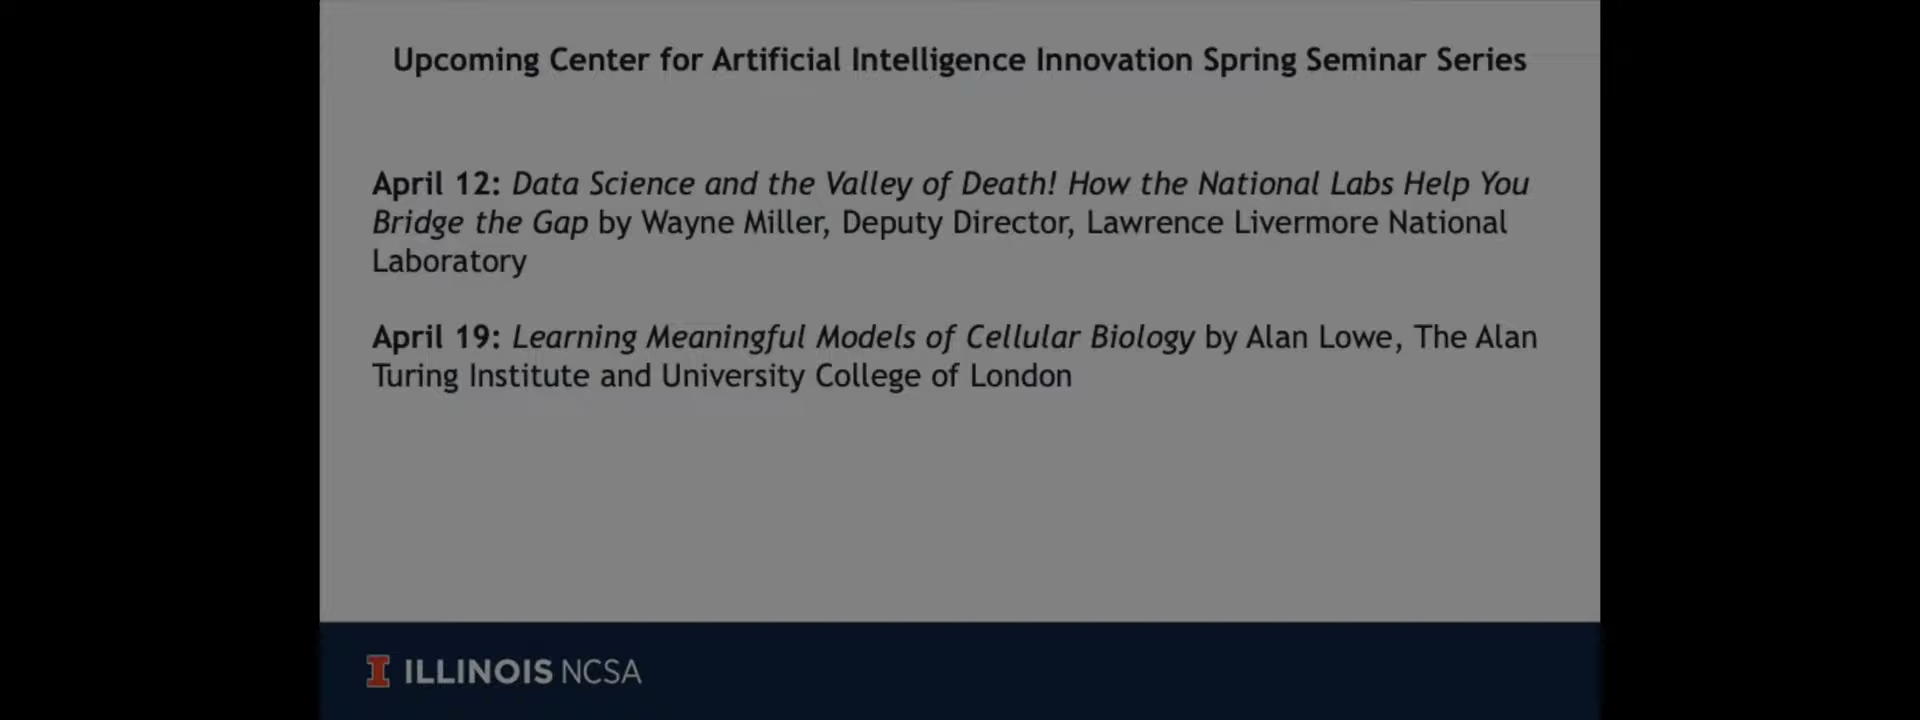 Upcoming Center for Artificial Intelligence Innovation Spring Seminar Series
April 12: Data Science and the Valley of Death! How the National Labs Help You
Bridge the Gap by Wayne Miller, Deputy Director, Lawrence Livermore National
Laboratory
April 19: Learning Meaningful Models of Cellular Biology by Alan Lowe, The Alan
Turing Institute and University College of London
I ILLINOIS NCSA